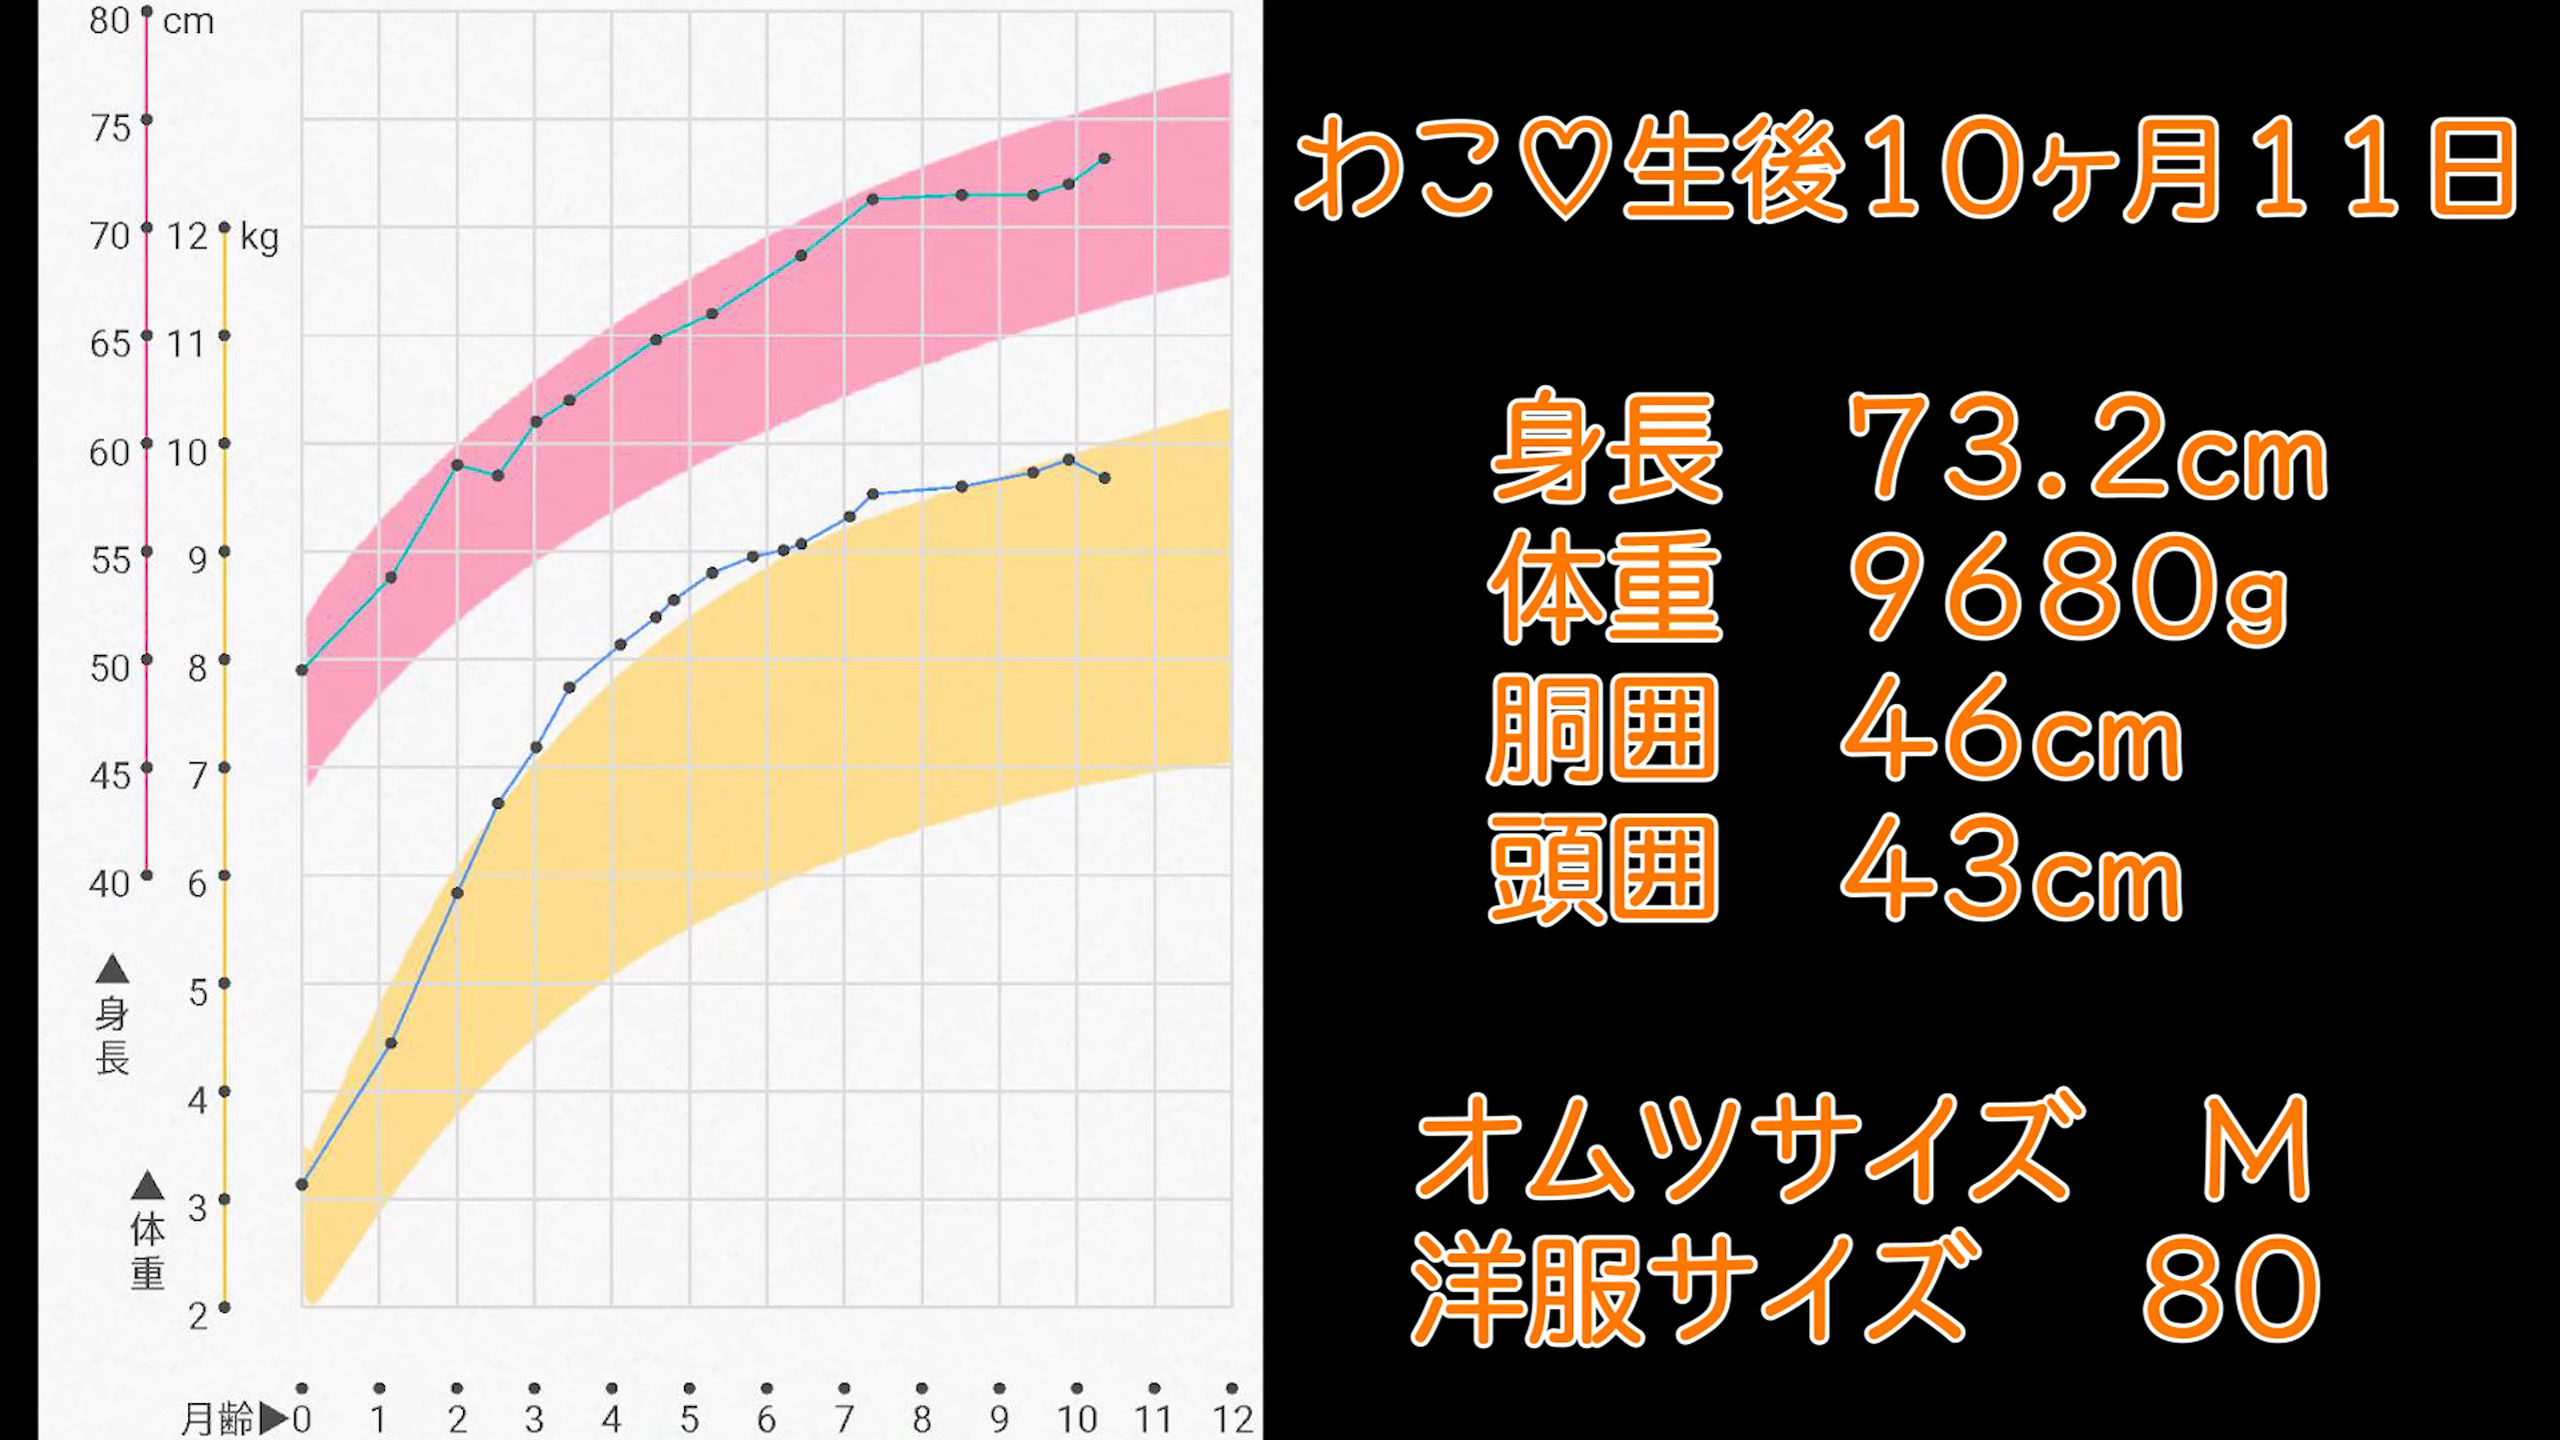 80 cm
75
70 12 kg
65 11
60 10
55 9
50 8
45 7
40 6
5
4
3
2
▲身長
▲体重
月齢▶0 1 2 3 4 5 6 7 8 9 10 11 12
わこ♡生後10ヶ月11日
身長 73.2cm
体重 9680g
胴囲 46cm
頭囲 43cm
オムツサイズ M
洋服サイズ 80